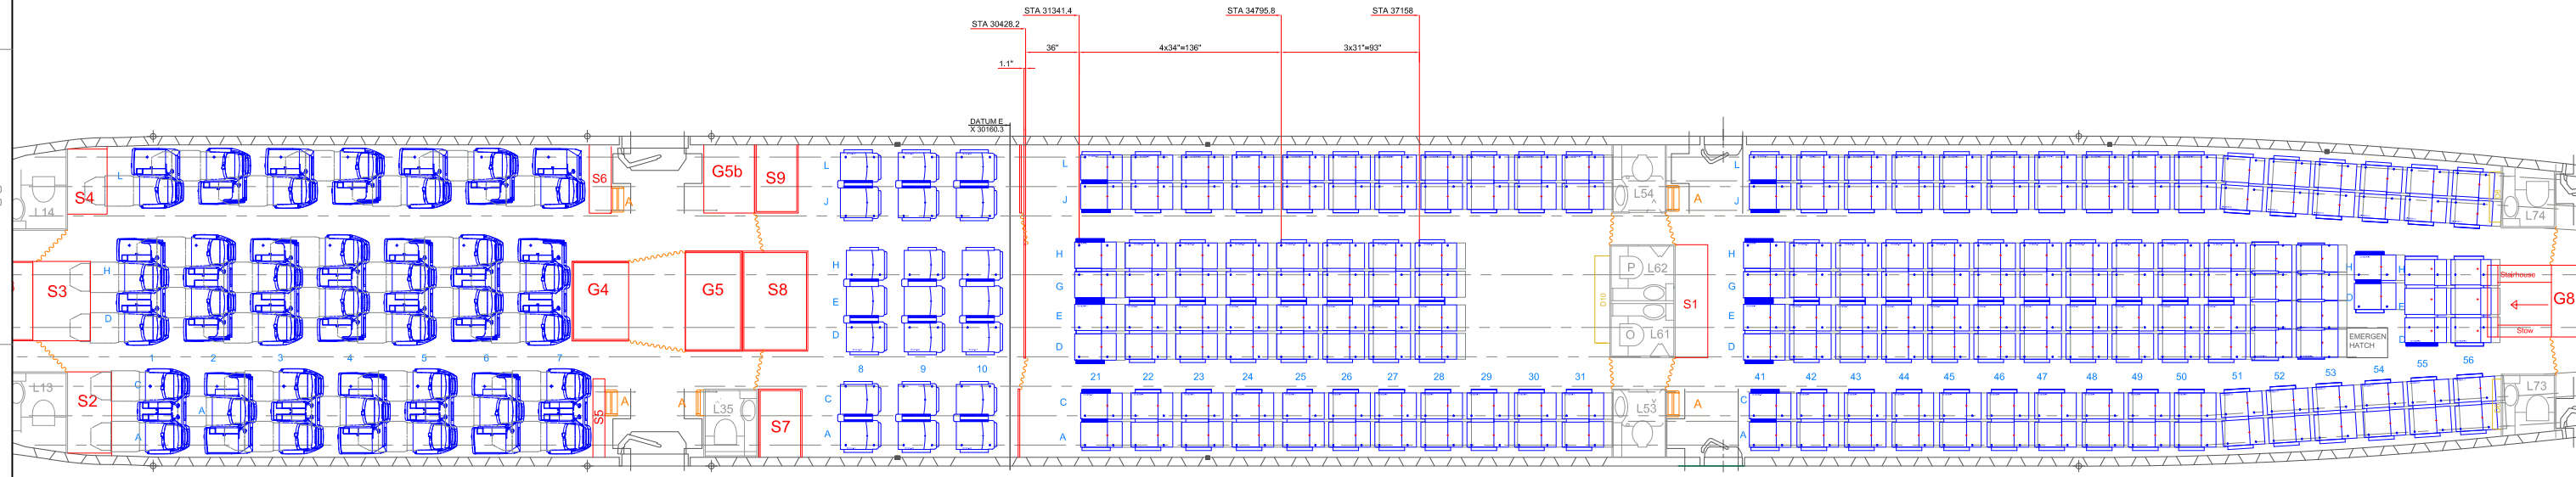 STA 31341.4
STA 34795.8
STA 37158
STA 30428.2
36"
4x34"=136"
3x31"=93"
1.1"
DATUM E
X 30160.3
L14
S4
L
S6
A
G5b
S9
L
J
L
J
L54
A
L
J
L74
S3
H
D
G4
G5
S8
H
E
D
H
G
E
D
D10
P
L62
O
L61
S1
H
G
E
D
H
D
H
E
D
EMERGEN
HATCH
Stairhouse
Stow
G8
1 2 3 4 5 6 7
8 9 10
21 22 23 24 25 26 27 28 29 30 31
41 42 43 44 45 46 47 48 49 50 51 52 53 54 55 56
L13
S2
C
A
A
S5
A
A
L35
S7
C
A
C
A
L53
A
C
A
L73